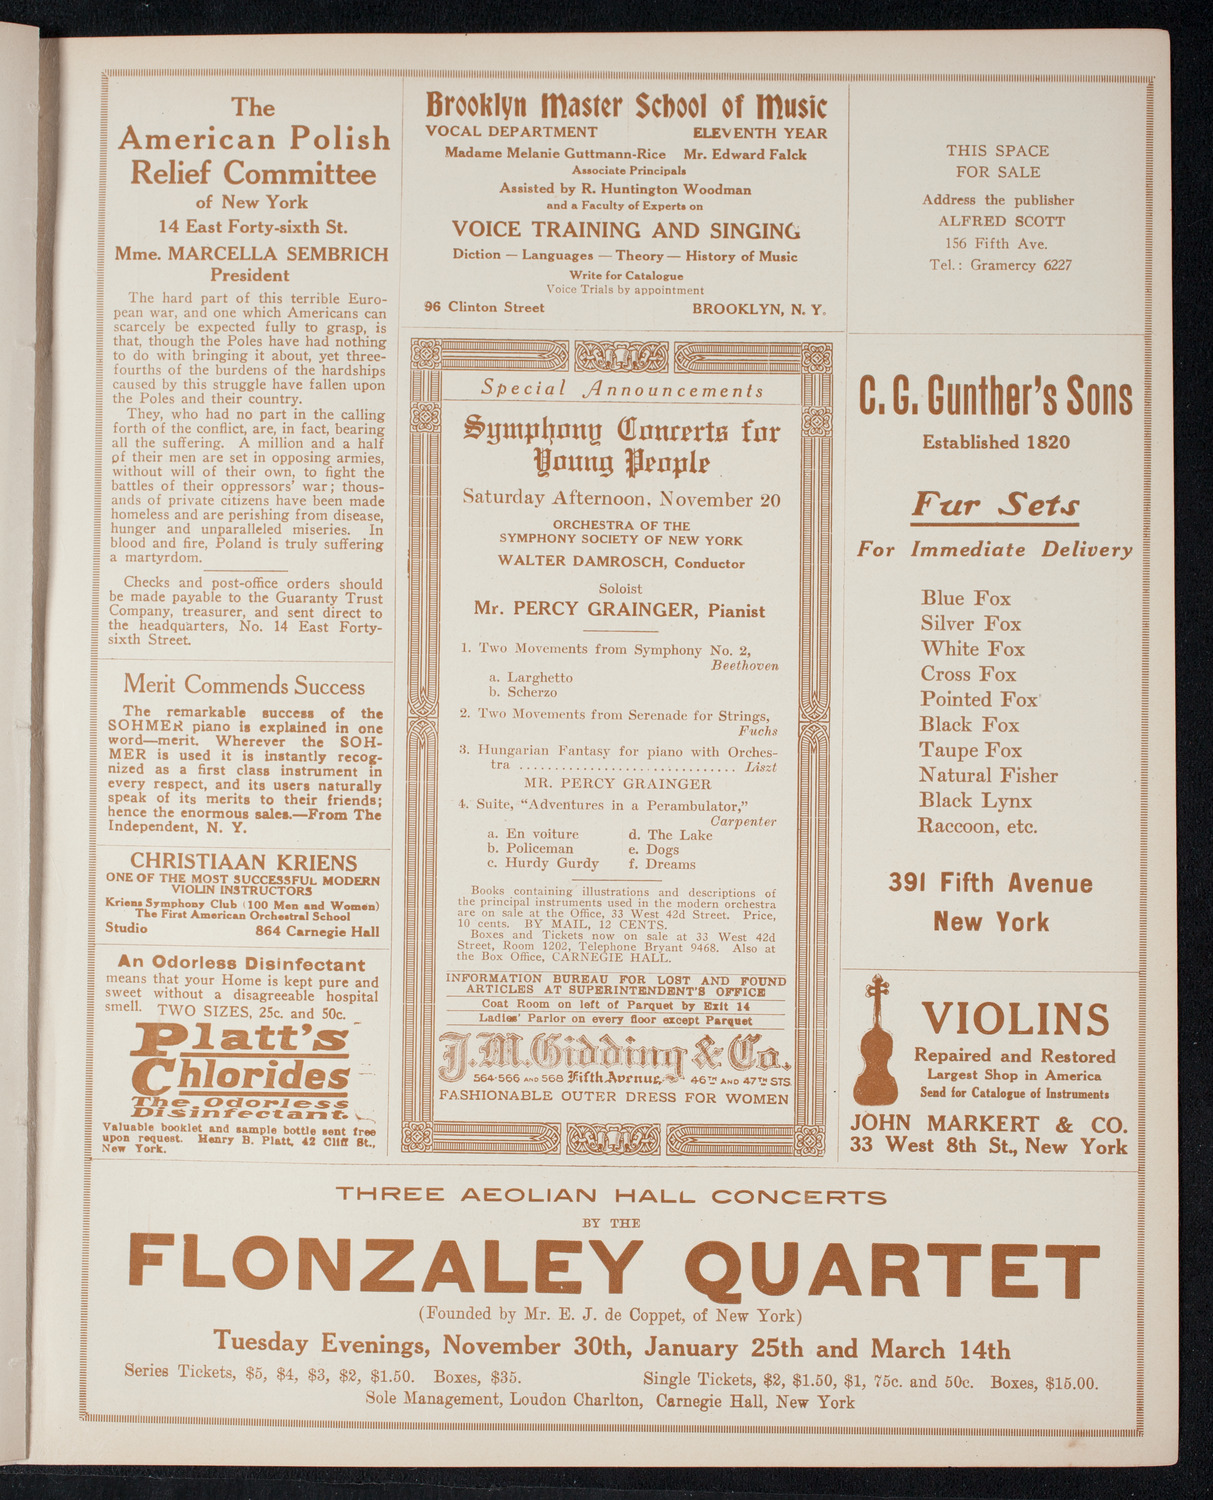 The
American Polish
Relief Committee
of New York
14 East Forty-sixth St.
Mme. MARCELLA SEMBRICH
President
The hard part of this terrible Euro-
pean war, and one which Americans can
scarcely be expected fully to grasp, is
that, though the Poles have had nothing
to do with bringing it about, yet three-
fourths of the burdens of the hardships
caused by this struggle have fallen upon
the Poles and their country.
They, who had no part in the calling
forth of the conflict, are, in fact, bearing
all the suffering. A million and a half
of their men are set in opposing armies,
without will of their own, to fight the
battles of their oppressors' war; thous-
ands of private citizens have been made
homeless and are perishing from disease,
hunger and unparalleled miseries. In
blood and fire, Poland is truly suffering
a martyrdom.
Checks and post-office orders should
be made payable to the Guaranty Trust
Company, treasurer, and sent direct to
the headquarters, No. 14 East Forty-
sixth Street.
Merit Commends Success
The remarkable success of the
SOHMER piano is explained in one
word—merit. Wherever the SOH-
MER is used it is instantly recog-
nized as a first class instrument in
every respect, and its users naturally
speak of its merits to their friends;
hence the enormous sales.—From The
Independent, N. Y.
CHRISTIAAN KRIENS
ONE OF THE MOST SUCCESSFUL MODERN
VIOLIN INSTRUCTORS
Kriens Symphony Club (100 Men and Women)
The First American Orchestral School
Studio 864 Carnegie Hall
An Odorless Disinfectant
means that your Home is kept pure and
sweet without a disagreeable hospital
smell. TWO SIZES, 25c. and 50c.
Platt's
Chlorides
The Odorless
Disinfectant.
Valuable booklet and sample bottle sent free
upon request. Henry B. Platt, 42 Cliff St.,
New York.
Brooklyn Master School of Music
VOCAL DEPARTMENT ELEVENTH YEAR
Madame Melanie Guttmann-Rice Mr. Edward Falck
Associate Principals
Assisted by R. Huntington Woodman
and a Faculty of Experts on
VOICE TRAINING AND SINGING
Diction — Languages — Theory — History of Music
Write for Catalogue
Voice Trials by appointment
96 Clinton Street BROOKLYN, N. Y.
Special Announcements
Symphony Concerts for
Young People
Saturday Afternoon, November 20
ORCHESTRA OF THE
SYMPHONY SOCIETY OF NEW YORK
WALTER DAMROSCH, Conductor
Soloist
Mr. PERCY GRAINGER, Pianist
1. Two Movements from Symphony No. 2,
Beethoven
a. Larghetto
b. Scherzo
2. Two Movements from Serenade for Strings,
Fuchs
3. Hungarian Fantasy for piano with Orches-
tra ............................ Liszt
MR. PERCY GRAINGER
4. Suite, "Adventures in a Perambulator,"
Carpenter
a. En voiture d. The Lake
b. Policeman e. Dogs
c. Hurdy Gurdy f. Dreams
Books containing illustrations and descriptions of
the principal instruments used in the modern orchestra
are on sale at the Office, 33 West 42d Street. Price,
10 cents. BY MAIL, 12 CENTS.
Boxes and Tickets now on sale at 33 West 42d
Street, Room 1202, Telephone Bryant 9468. Also at
the Box Office, CARNEGIE HALL.
INFORMATION BUREAU FOR LOST AND FOUND
ARTICLES AT SUPERINTENDENT'S OFFICE
Coat Room on left of Parquet by Exit 14
Ladies' Parlor on every floor except Parquet
J. M. Gidding & Co.
564-566 AND 568 Fifth Avenue 46TH AND 47TH STS.
FASHIONABLE OUTER DRESS FOR WOMEN
THIS SPACE
FOR SALE
Address the publisher
ALFRED SCOTT
156 Fifth Ave.
Tel.: Gramercy 6227
C. G. Gunther's Sons
Established 1820
Fur Sets
For Immediate Delivery
Blue Fox
Silver Fox
White Fox
Cross Fox
Pointed Fox
Black Fox
Taupe Fox
Natural Fisher
Black Lynx
Raccoon, etc.
391 Fifth Avenue
New York
VIOLINS
Repaired and Restored
Largest Shop in America
Send for Catalogue of Instruments
JOHN MARKERT & CO.
33 West 8th St., New York
THREE AEOLIAN HALL CONCERTS
BY THE
FLONZALEY QUARTET
(Founded by Mr. E. J. de Coppet, of New York)
Tuesday Evenings, November 30th, January 25th and March 14th
Series Tickets, $5, $4, $3, $2, $1.50. Boxes, $35. Single Tickets, $2, $1.50, $1, 75c. and 50c. Boxes, $15.00.
Sole Management, Loudon Charlton, Carnegie Hall, New York